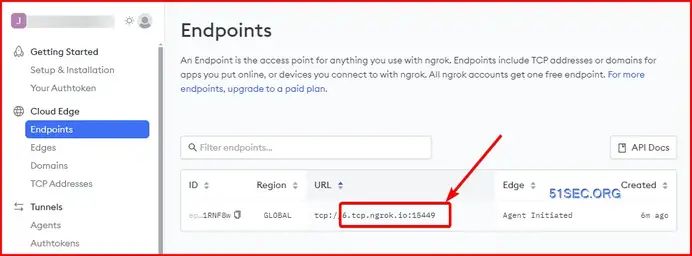 J
Endpoints
Getting Started
Setup & Installation
Your Authtoken
Cloud Edge
Endpoints
Edges
Domains
TCP Addresses
Tunnels
Agents
Authtokens
An Endpoint is the access point for anything you use with ngrok. Endpoints include TCP addresses or domains for
apps you put online, or devices you connect to with ngrok. All ngrok accounts get one free endpoint. For more
endpoints, upgrade to a paid plan.
Filter endpoints...
API Docs
ID Region URL Edge Created
51SEC.ORG
ep…1RNF8w GLOBAL tcp://6.tcp.ngrok.io:15449 Agent Initiated 6m ago